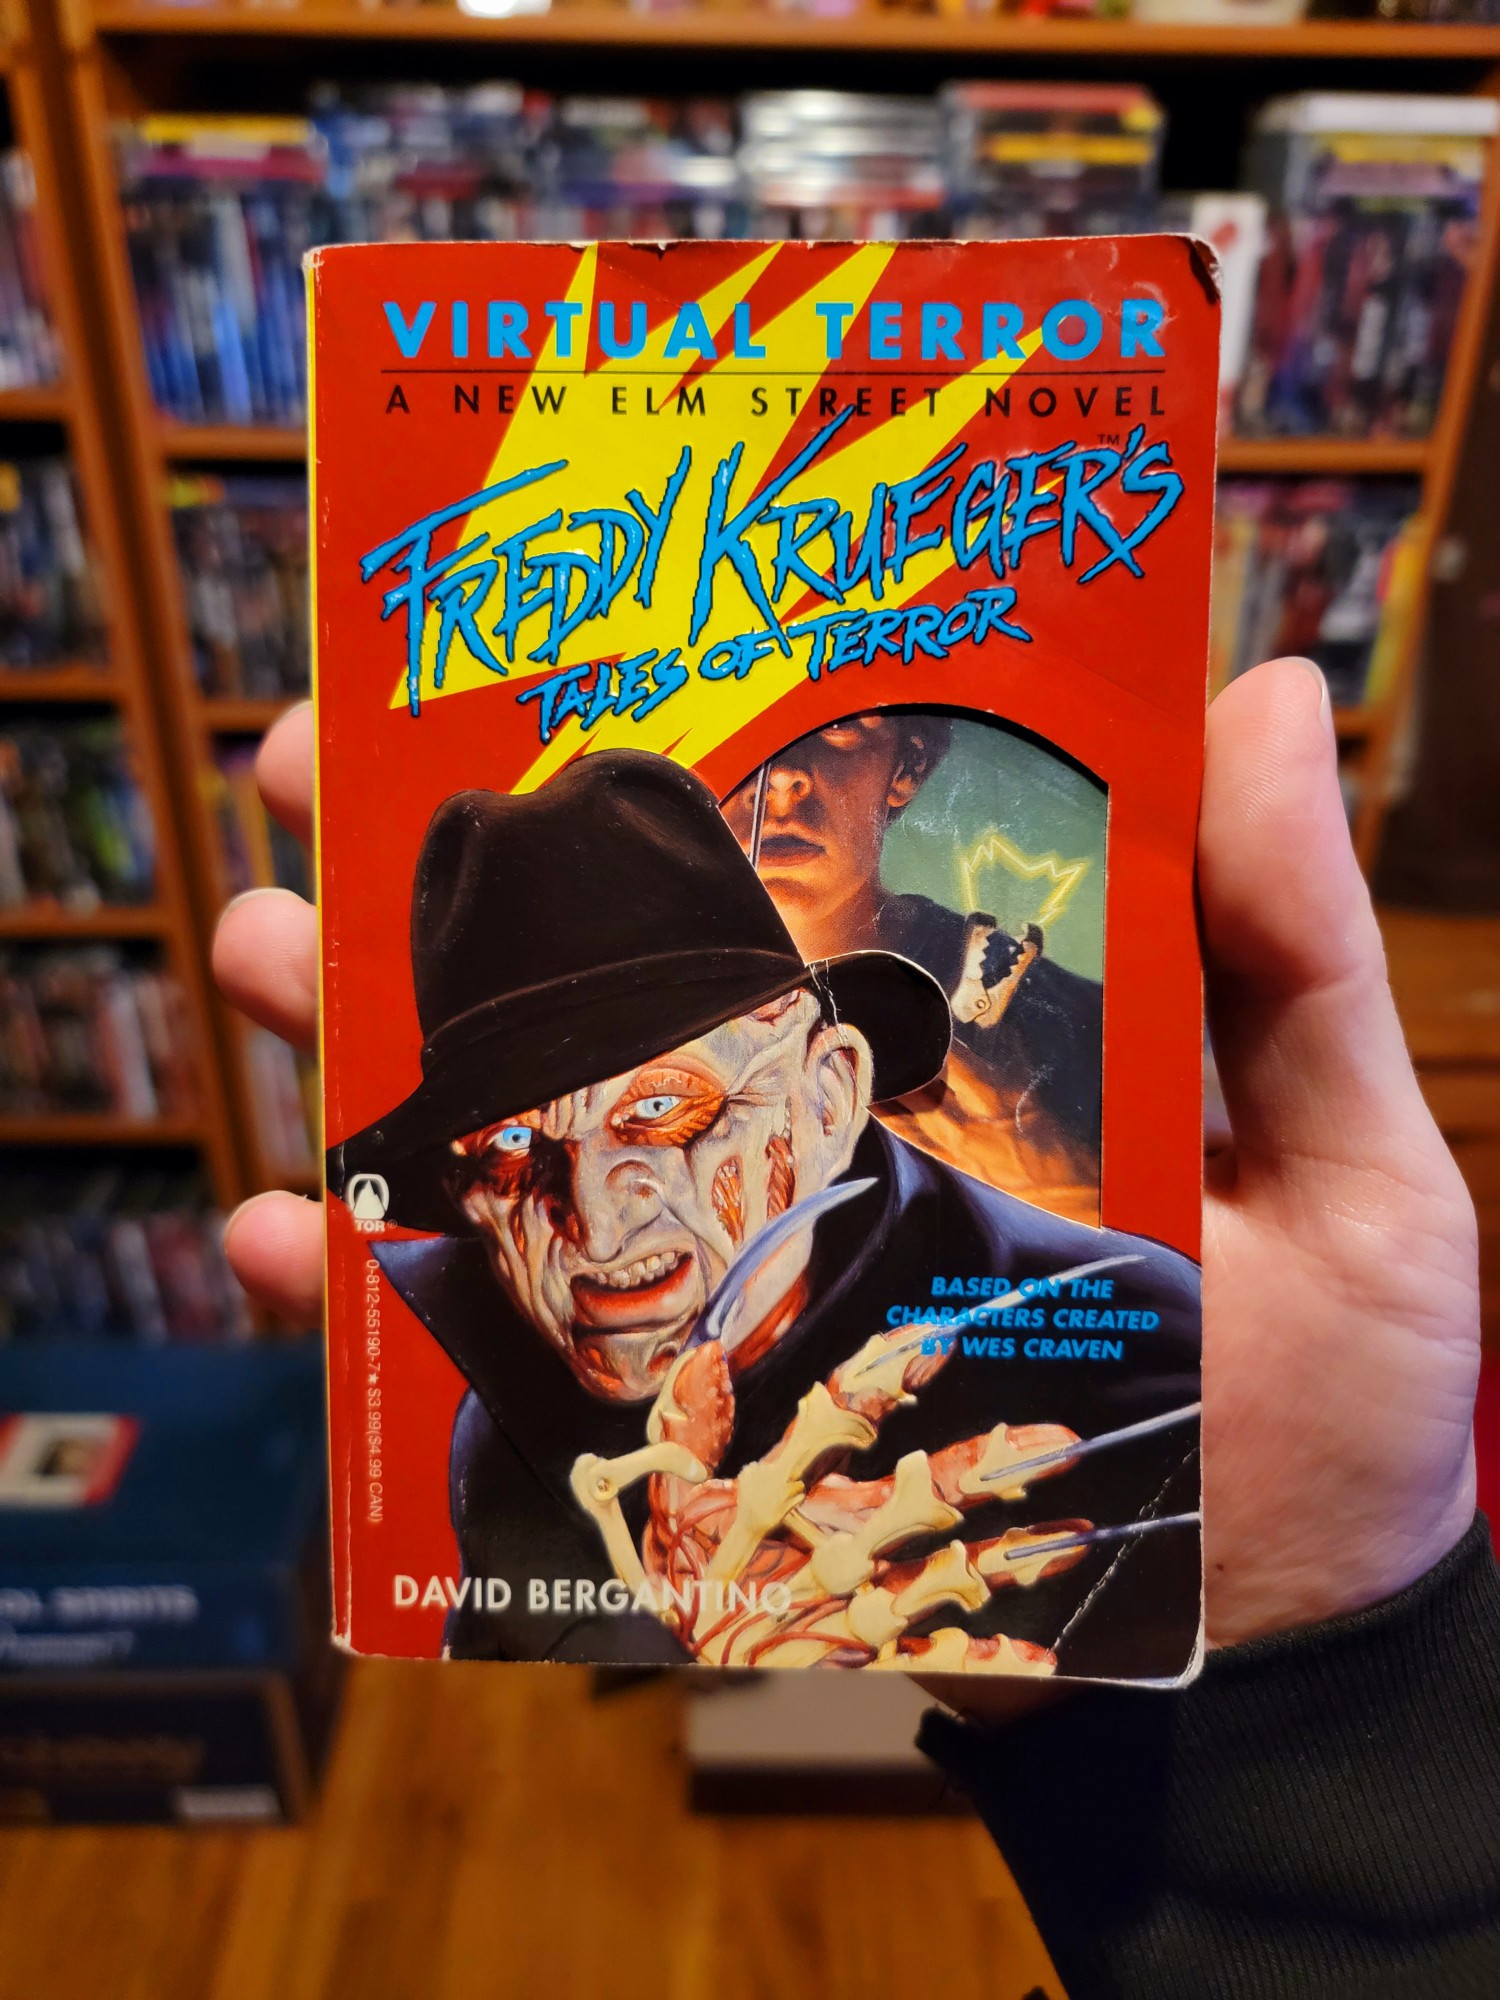 VIRTUAL TERROR
A NEW ELM STREET NOVEL
FREDDY KRUEGER'S™
TALES OF TERROR
TOR®
0-812-55190-7★$3.99($4.99 CAN)
BASED ON THE
CHARACTERS CREATED
BY WES CRAVEN
DAVID BERGANTINO